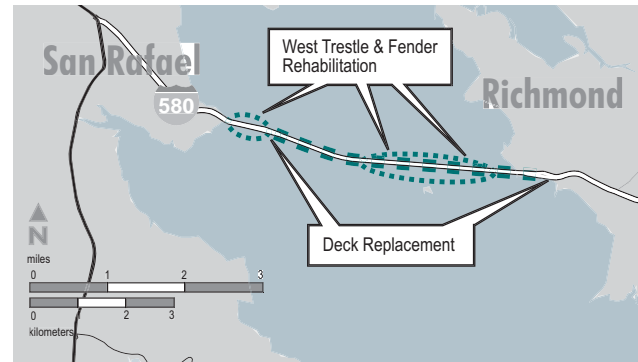 West Trestle & Fender
Rehabilitation
San Rafael
580
Richmond
Deck Replacement
N
miles
0 1 2 3
0 1 2 3
kilometers